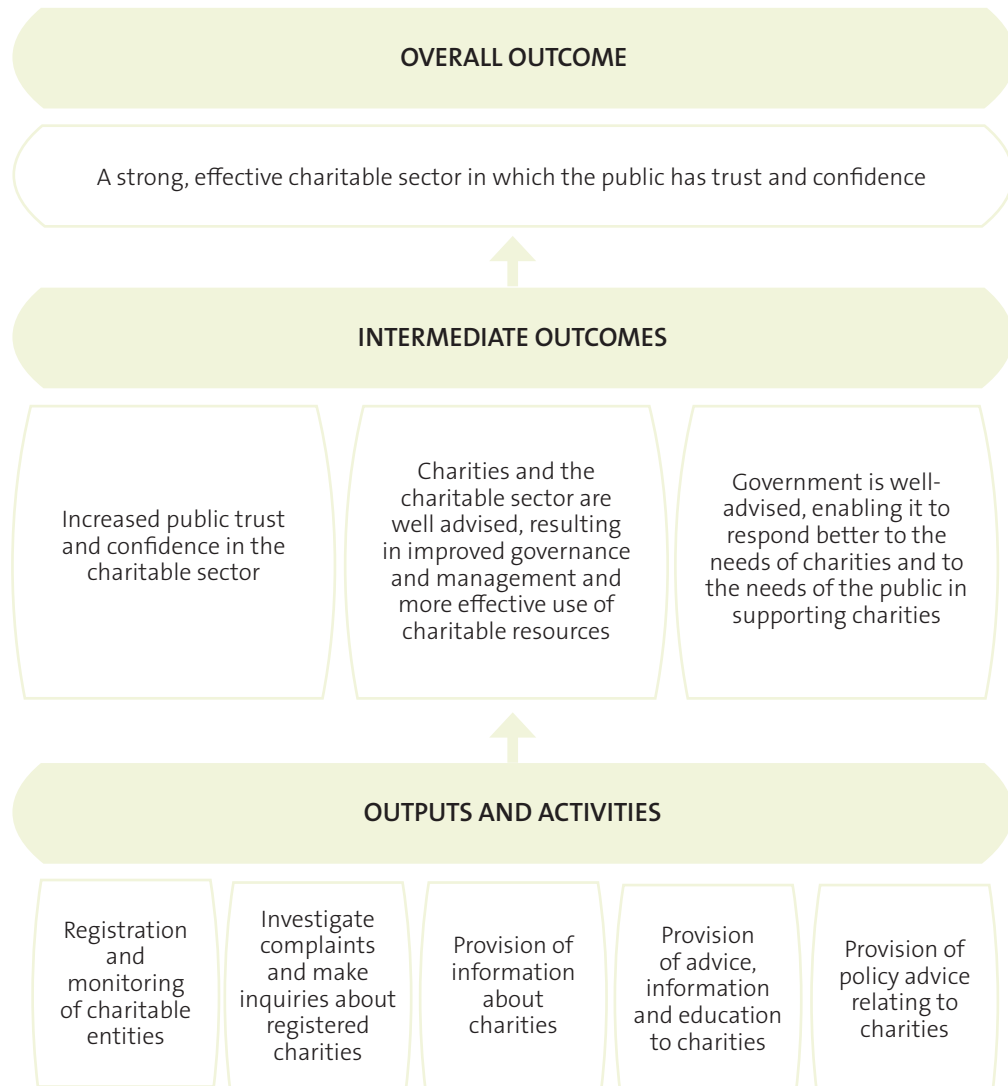 OVERALL OUTCOME
A strong, effective charitable sector in which the public has trust and confidence
INTERMEDIATE OUTCOMES
Increased public trust
and confidence in the
charitable sector
Charities and the
charitable sector are
well advised, resulting
in improved governance
and management and
more effective use of
charitable resources
Government is well-
advised, enabling it to
respond better to the
needs of charities and to
the needs of the public in
supporting charities
OUTPUTS AND ACTIVITIES
Registration
and
monitoring
of charitable
entities
Investigate
complaints
and make
inquiries about
registered
charities
Provision of
information
about
charities
Provision
of advice,
information
and education
to charities
Provision of
policy advice
relating to
charities